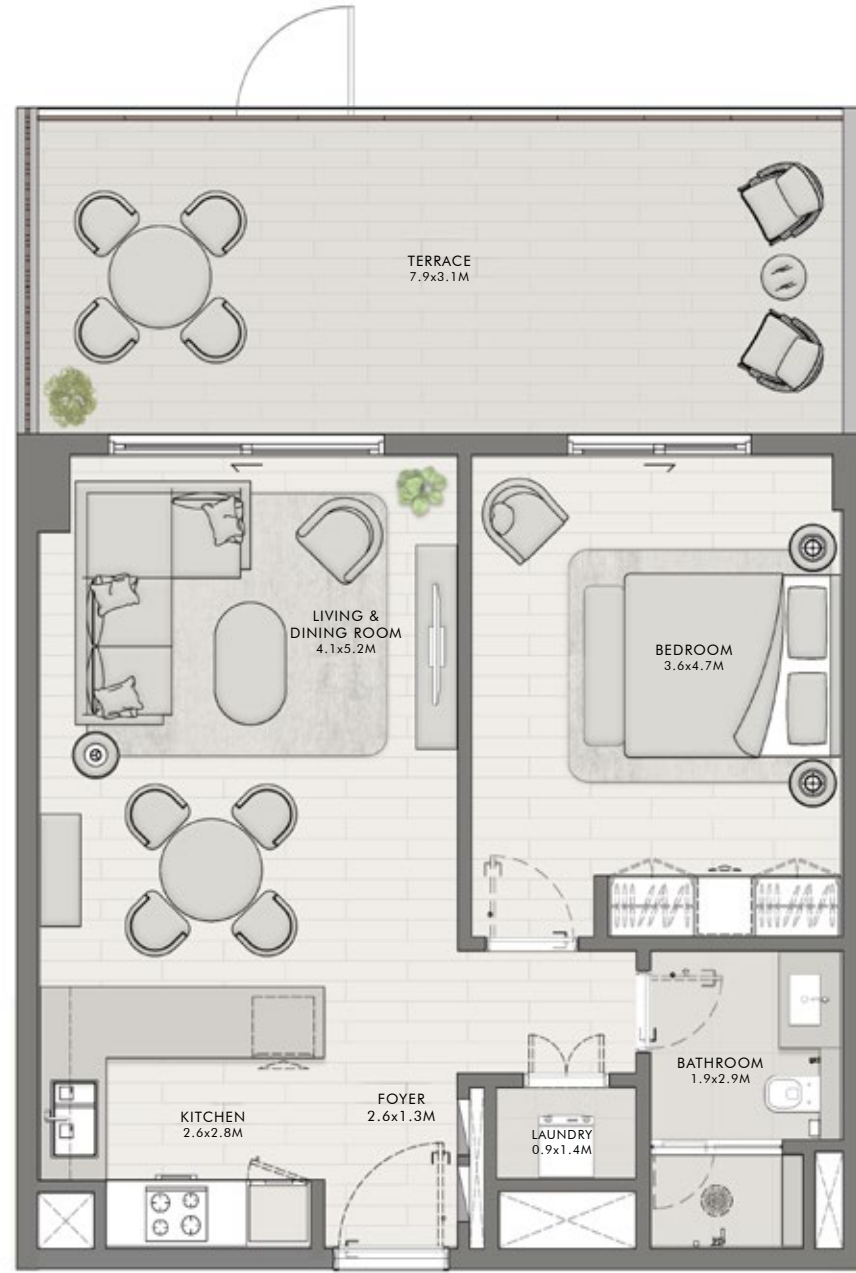 TERRACE
7.9x3.1M
LIVING &
DINING ROOM
4.1x5.2M
BEDROOM
3.6x4.7M
BATHROOM
1.9x2.9M
FOYER
2.6x1.3M
KITCHEN
2.6x2.8M
LAUNDRY
0.9x1.4M